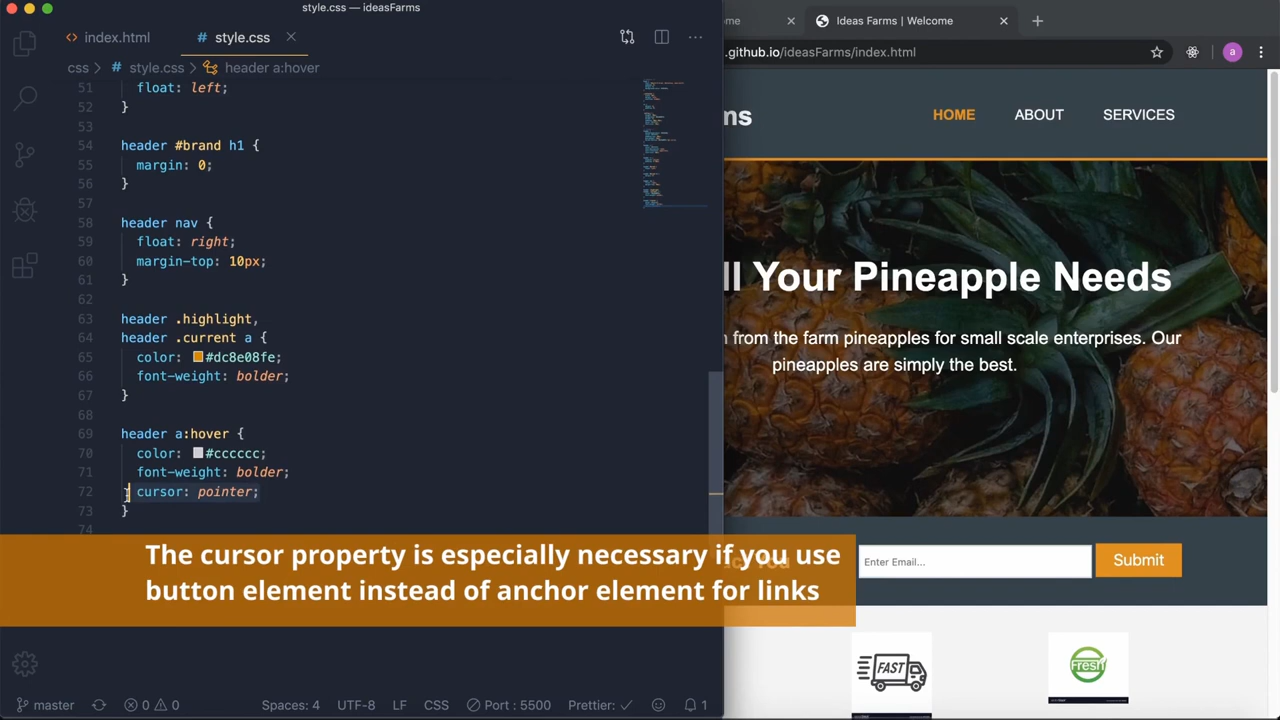 style.css — ideasFarms
index.html
# style.css
css > # style.css > header a:hover
51 float: left;
52 }
53
54 header #brand h1 {
55 margin: 0;
56 }
57
58 header nav {
59 float: right;
60 margin-top: 10px;
61 }
62
63 header .highlight,
64 header .current a {
65 color: #dc8e08fe;
66 font-weight: bolder;
67 }
68
69 header a:hover {
70 color: #cccccc;
71 font-weight: bolder;
72 cursor: pointer;
73 }
74
The cursor property is especially necessary if you use
button element instead of anchor element for links
master 0 0 Spaces: 4 UTF-8 LF CSS Port : 5500 Prettier: ✓ 1
me
Ideas Farms | Welcome
.github.io/ideasFarms/index.html
a
ms
HOME ABOUT SERVICES
ll Your Pineapple Needs
from the farm pineapples for small scale enterprises. Our
pineapples are simply the best.
Enter Email...
Submit
FAST
Fresh